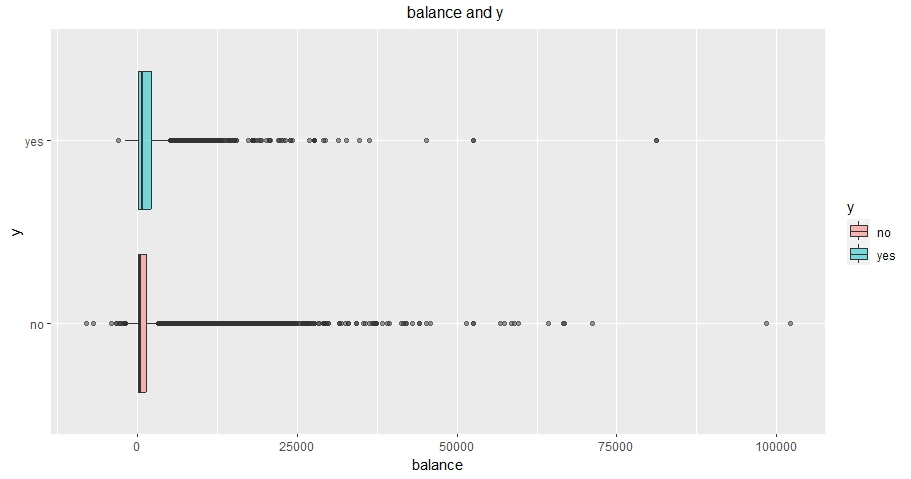 balance and y
yes
no
y
0
25000
50000
75000
100000
balance
y
no
yes